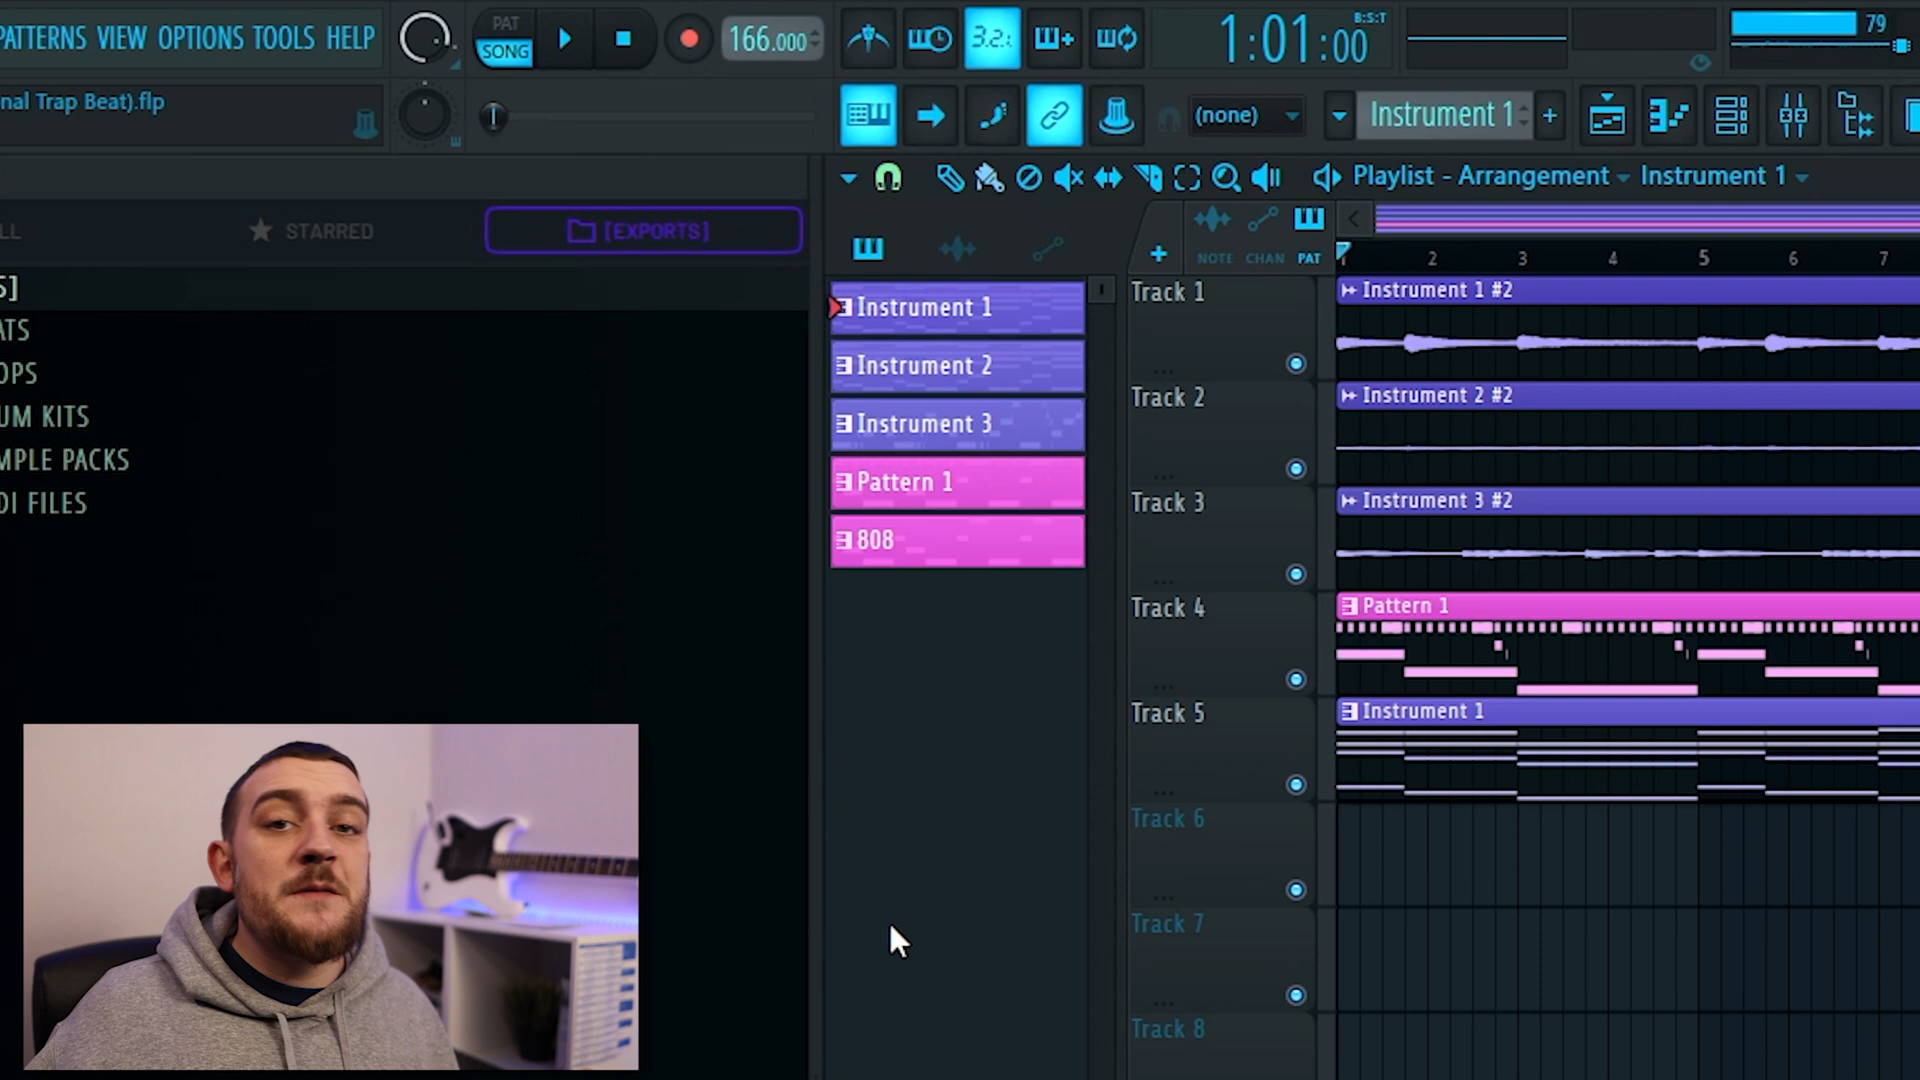 PATTERNS VIEW OPTIONS TOOLS HELP
PAT
SONG
166.000
3.2.
1:01:00
B:S:T
79
nal Trap Beat).flp
(none)
Instrument 1
+
Playlist - Arrangement
Instrument 1
LL
STARRED
[EXPORTS]
NOTE
CHAN
PAT
1
2
3
4
5
6
7
S]
ATS
OPS
UM KITS
MPLE PACKS
DI FILES
Instrument 1
Instrument 2
Instrument 3
Pattern 1
808
Track 1
Instrument 1 #2
Track 2
Instrument 2 #2
Track 3
Instrument 3 #2
Track 4
Pattern 1
Track 5
Instrument 1
Track 6
Track 7
Track 8